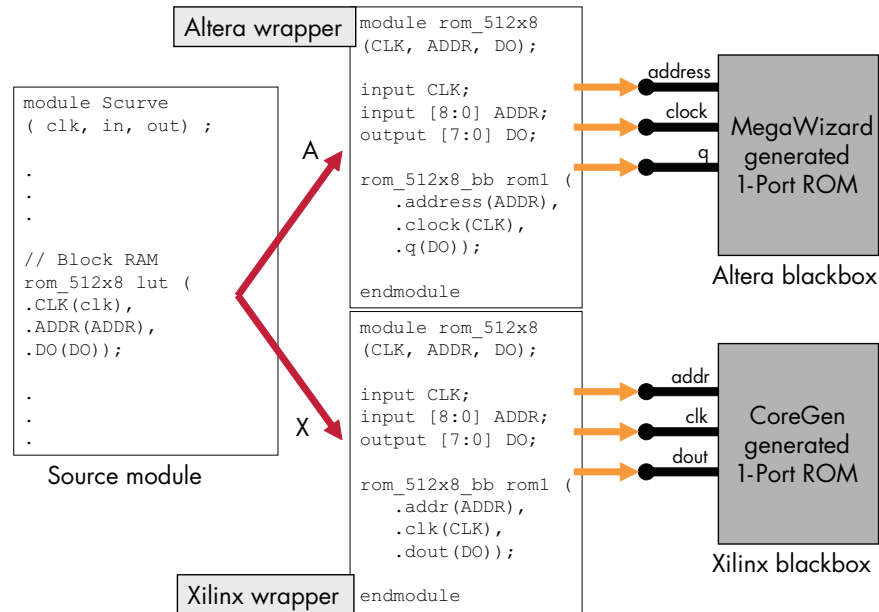 Altera wrapper
module rom_512x8
(CLK, ADDR, DO);
input CLK;
input [8:0] ADDR;
output [7:0] DO;
rom_512x8_bb rom1 (
.address(ADDR),
.clock(CLK),
.q(DO));
endmodule
address
clock
q
MegaWizard
generated
1-Port ROM
Altera blackbox
module Scurve
( clk, in, out) ;
.
.
.
// Block RAM
rom_512x8 lut (
.CLK(clk),
.ADDR(ADDR),
.DO(DO));
.
.
.
Source module
A
X
module rom_512x8
(CLK, ADDR, DO);
input CLK;
input [8:0] ADDR;
output [7:0] DO;
rom_512x8_bb rom1 (
.addr(ADDR),
.clk(CLK),
.dout(DO));
endmodule
Xilinx wrapper
addr
clk
dout
CoreGen
generated
1-Port ROM
Xilinx blackbox